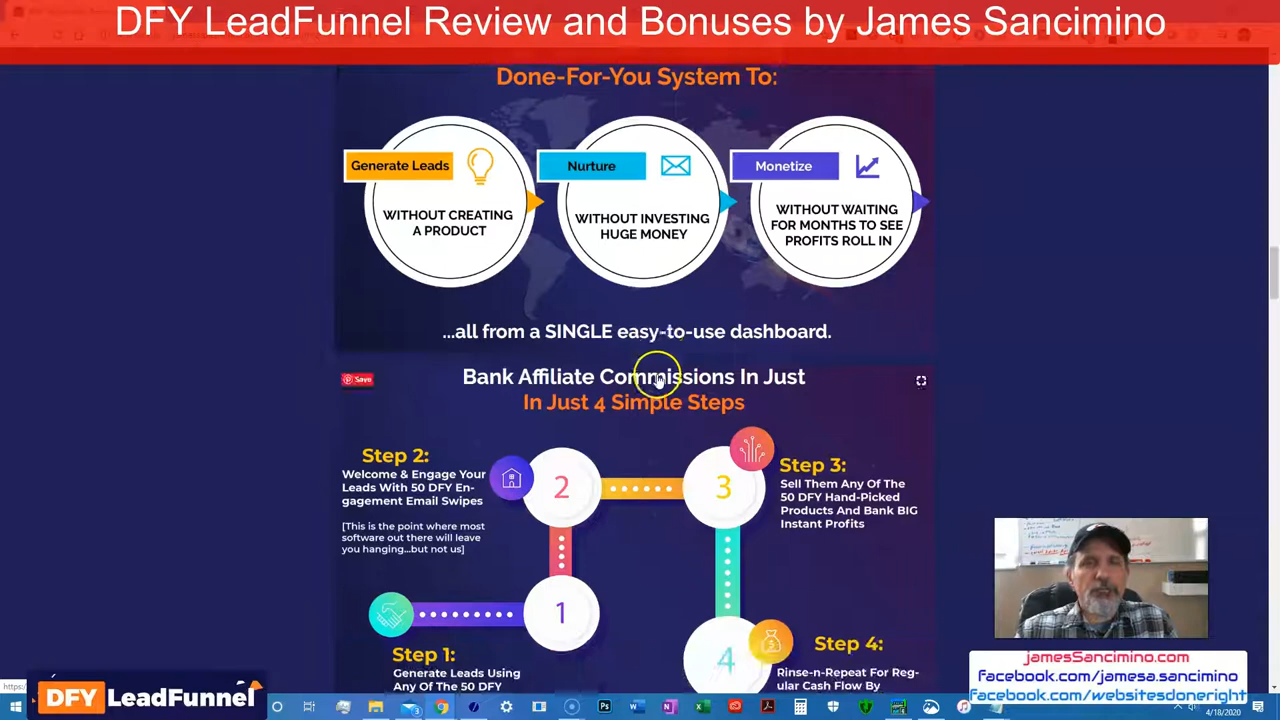 DFY LeadFunnel Review and Bonuses by James Sancimino
Done-For-You System To:
Generate Leads
WITHOUT CREATING
A PRODUCT
Nurture
WITHOUT INVESTING
HUGE MONEY
Monetize
WITHOUT WAITING
FOR MONTHS TO SEE
PROFITS ROLL IN
...all from a SINGLE easy-to-use dashboard.
Save
Bank Affiliate Commissions In Just
In Just 4 Simple Steps
Step 2:
Welcome & Engage Your
Leads With 50 DFY En-
gagement Email Swipes
[This is the point where most
software out there will leave
you hanging...but not us]
2
3
Step 3:
Sell Them Any Of The
50 DFY Hand-Picked
Products And Bank BIG
Instant Profits
1
Step 1:
Generate Leads Using
Any Of The 50 DFY
4
Step 4:
Rinse-n-Repeat For Reg-
ular Cash Flow By
jamesSancimino.com
facebook.com/jamesa.sancimino
facebook.com/websitesdoneright
https:/
DFY LeadFunnel
4/18/2020